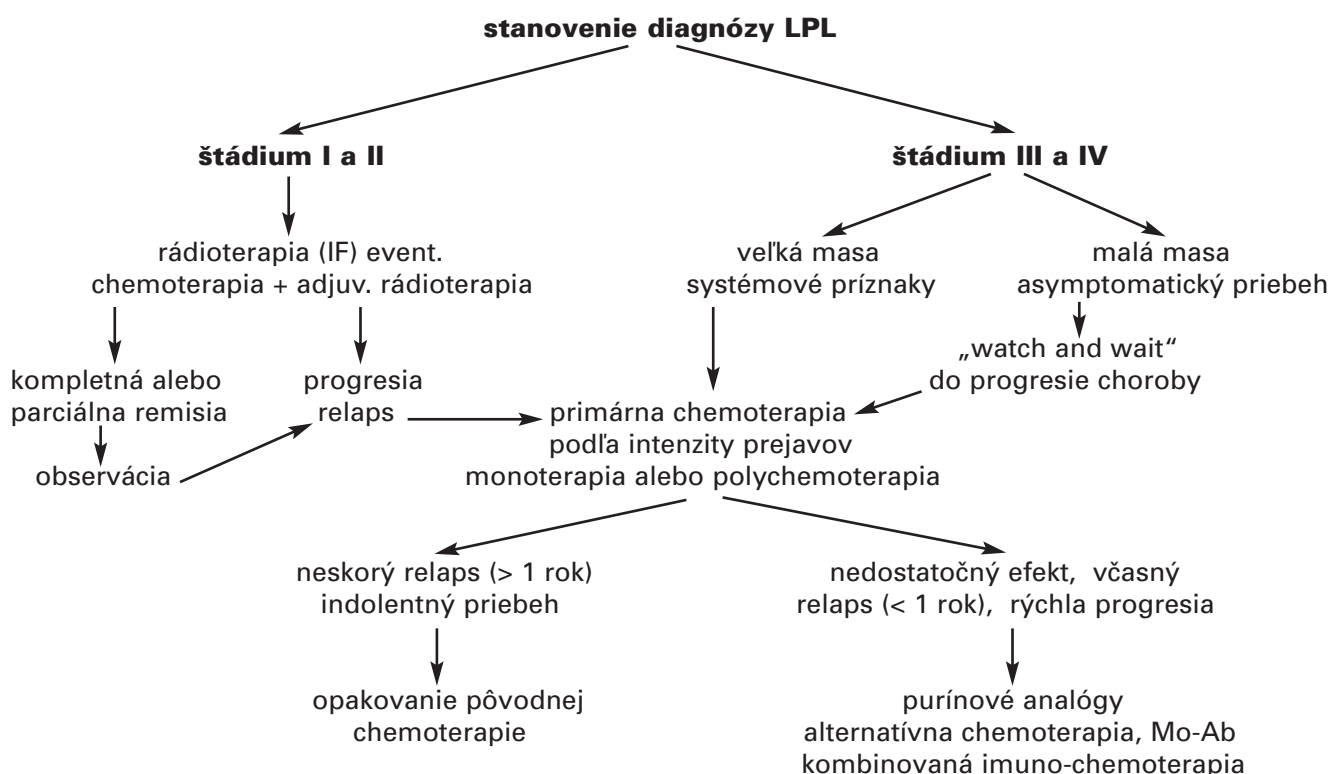 stanovenie diagnózy LPL
štádium I a II
štádium III a IV
rádioterapia (IF) event.
chemoterapia + adjuv. rádioterapia
veľká masa
systémové príznaky
malá masa
asymptomatický priebeh
kompletná alebo
parciálna remisia
progresia
relaps
„watch and wait“
do progresie choroby
observácia
primárna chemoterapia
podľa intenzity prejavov
monoterapia alebo polychemoterapia
neskorý relaps (> 1 rok)
indolentný priebeh
nedostatočný efekt, včasný
relaps (< 1 rok), rýchla progresia
opakovanie pôvodnej
chemoterapie
purínové analógy
alternatívna chemoterapia, Mo-Ab
kombinovaná imuno-chemoterapia